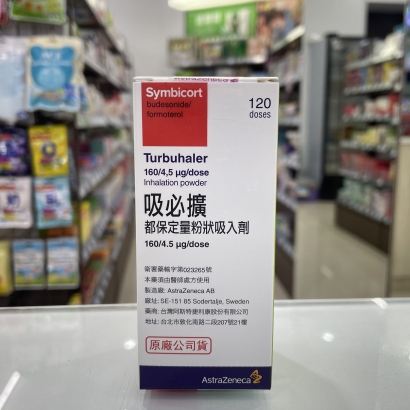 Symbicort
budesonide/
formoterol
120
doses
Turbuhaler
160/4,5 µg/dose
Inhalation powder
吸必擴
都保定量粉狀吸入劑
160/4.5 µg/dose
衛署藥輸字第023265號
本藥須由醫師處方使用
製造廠: AstraZeneca AB
廠址: SE-151 85 Sodertalje, Sweden
藥商: 台灣阿斯特捷利康股份有限公司
地址: 台北市敦化南路二段207號21樓
原廠公司貨
AstraZeneca